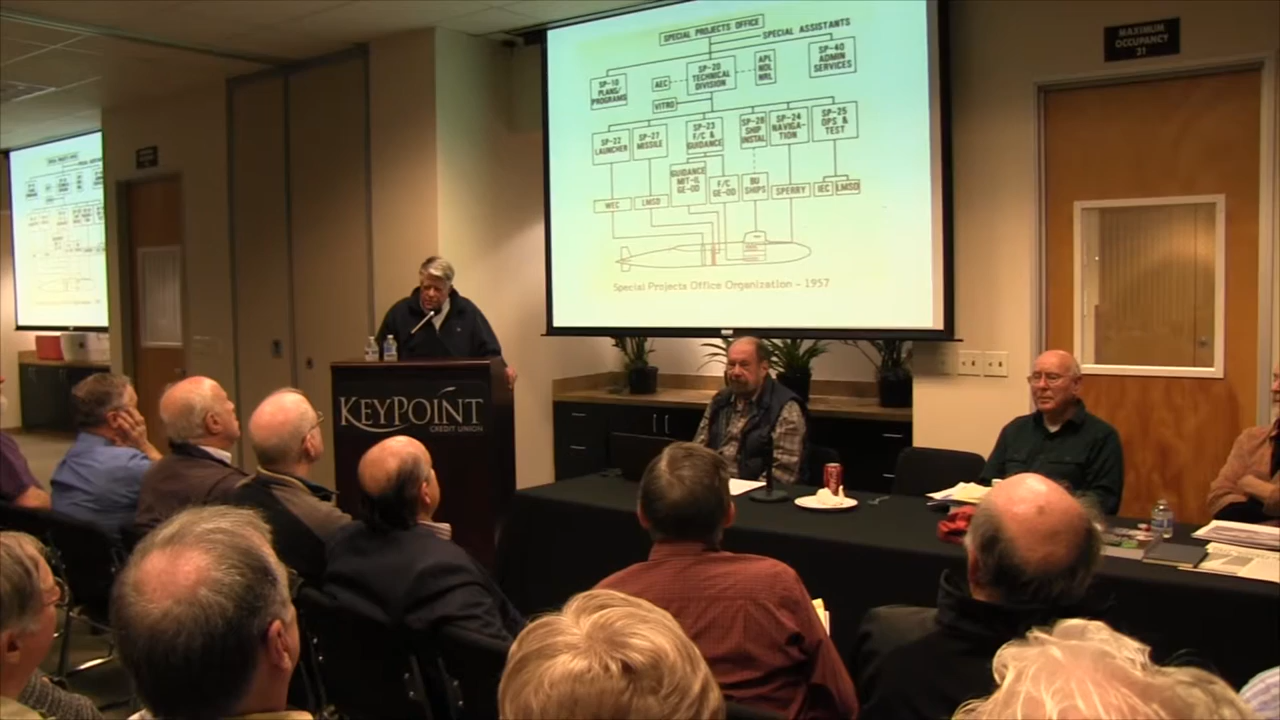 SPECIAL PROJECTS OFFICE
SPECIAL ASSISTANTS
SP-10
PLANS/
PROGRAMS
AEC
SP-20
TECHNICAL
DIVISION
APL
NOL
NRL
SP-40
ADMIN
SERVICES
VITRO
SP-22
LAUNCHER
SP-27
MISSILE
SP-23
F/C &
GUIDANCE
SP-26
SHIP
INSTAL
SP-24
NAVIGA-
TION
SP-25
OPS &
TEST
GUIDANCE
MIT-IL
GE-OD
F/C
GE-OD
BU
SHIPS
WEC
LMSD
SPERRY
IEC
LMSD
Special Projects Office Organization - 1957
MAXIMUM
OCCUPANCY
31
KEYPOINT
CREDIT UNION